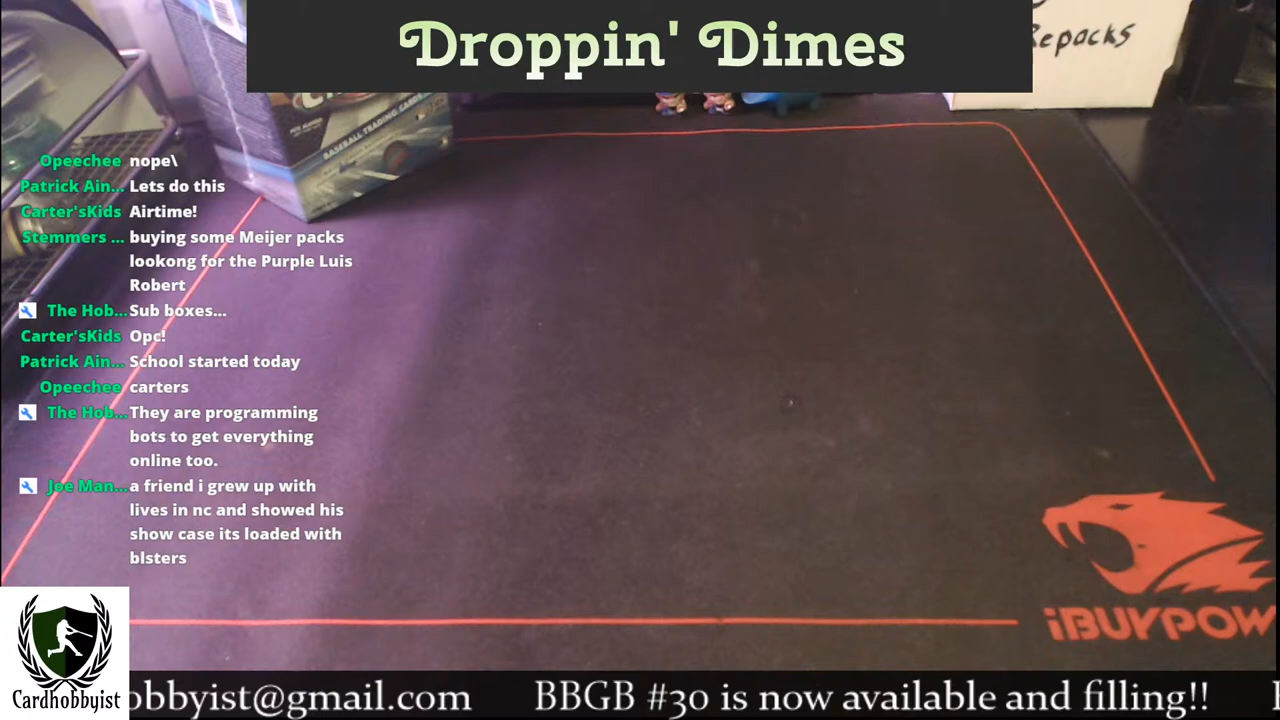 Droppin' Dimes
Repacks
BASEBALL TRADING CARDS
Opeechee nope\
Patrick Ain... Lets do this
Carter'sKids Airtime!
Stemmers ... buying some Meijer packs
lookong for the Purple Luis
Robert
The Hob... Sub boxes...
Carter'sKids Opc!
Patrick Ain... School started today
Opeechee carters
The Hob... They are programming
bots to get everything
online too.
Joe Man... a friend i grew up with
lives in nc and showed his
show case its loaded with
blsters
iBUYPOW
Cardhobbyist
obbyist@gmail.com BBGB #30 is now available and filling!!